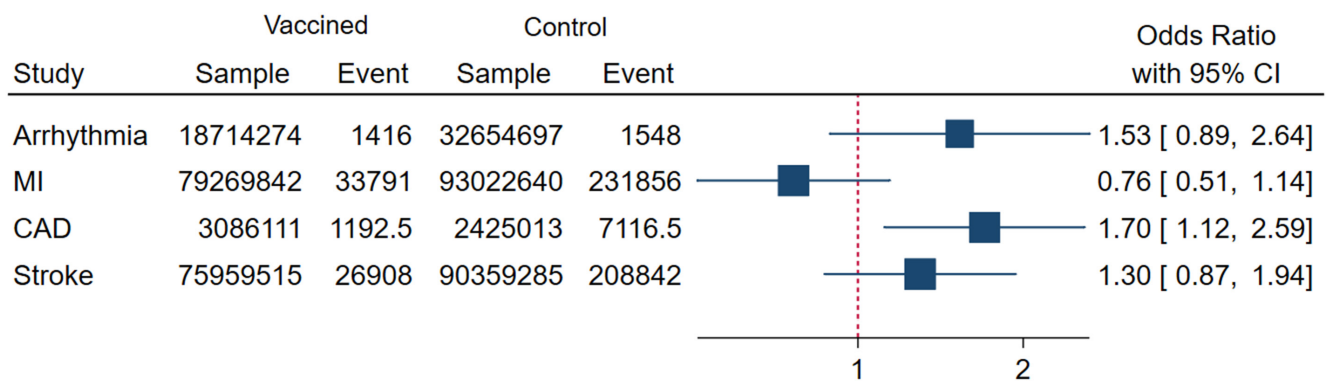 Vaccined Control Odds Ratio
Study Sample Event Sample Event with 95% CI
Arrhythmia 18714274 1416 32654697 1548 1.53 [ 0.89, 2.64]
MI 79269842 33791 93022640 231856 0.76 [ 0.51, 1.14]
CAD 3086111 1192.5 2425013 7116.5 1.70 [ 1.12, 2.59]
Stroke 75959515 26908 90359285 208842 1.30 [ 0.87, 1.94]
1 2